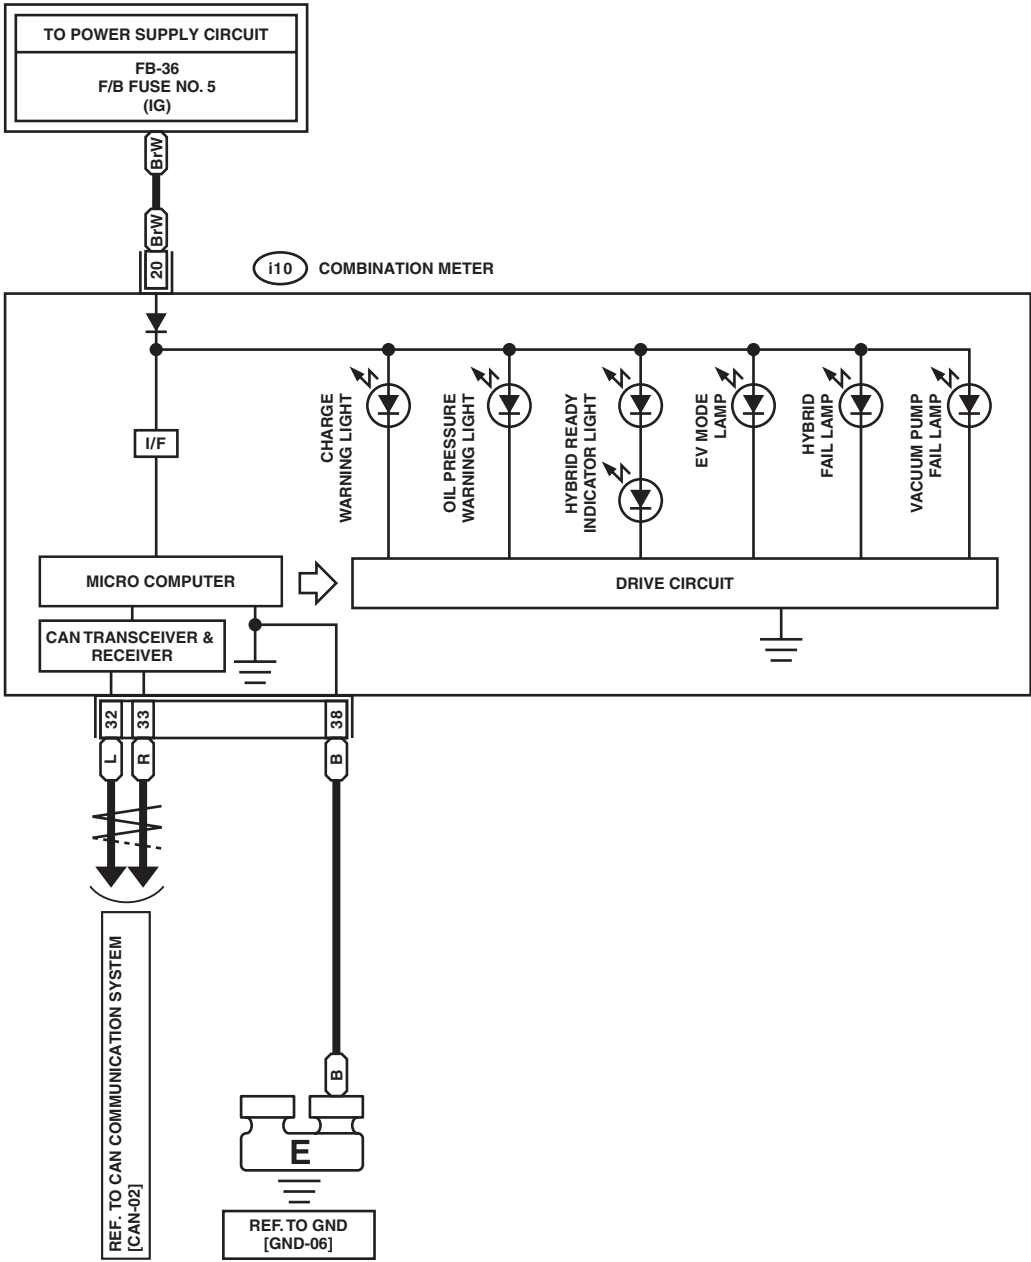 TO POWER SUPPLY CIRCUIT
FB-36
F/B FUSE NO. 5
(IG)
BrW
BrW
20
i10
COMBINATION METER
CHARGE
WARNING LIGHT
OIL PRESSURE
WARNING LIGHT
HYBRID READY
INDICATOR LIGHT
EV MODE
LAMP
HYBRID
FAIL LAMP
VACUUM PUMP
FAIL LAMP
I/F
MICRO COMPUTER
DRIVE CIRCUIT
CAN TRANSCEIVER &
RECEIVER
32
33
38
L
R
B
B
E
REF. TO CAN COMMUNICATION SYSTEM
[CAN-02]
REF. TO GND
[GND-06]